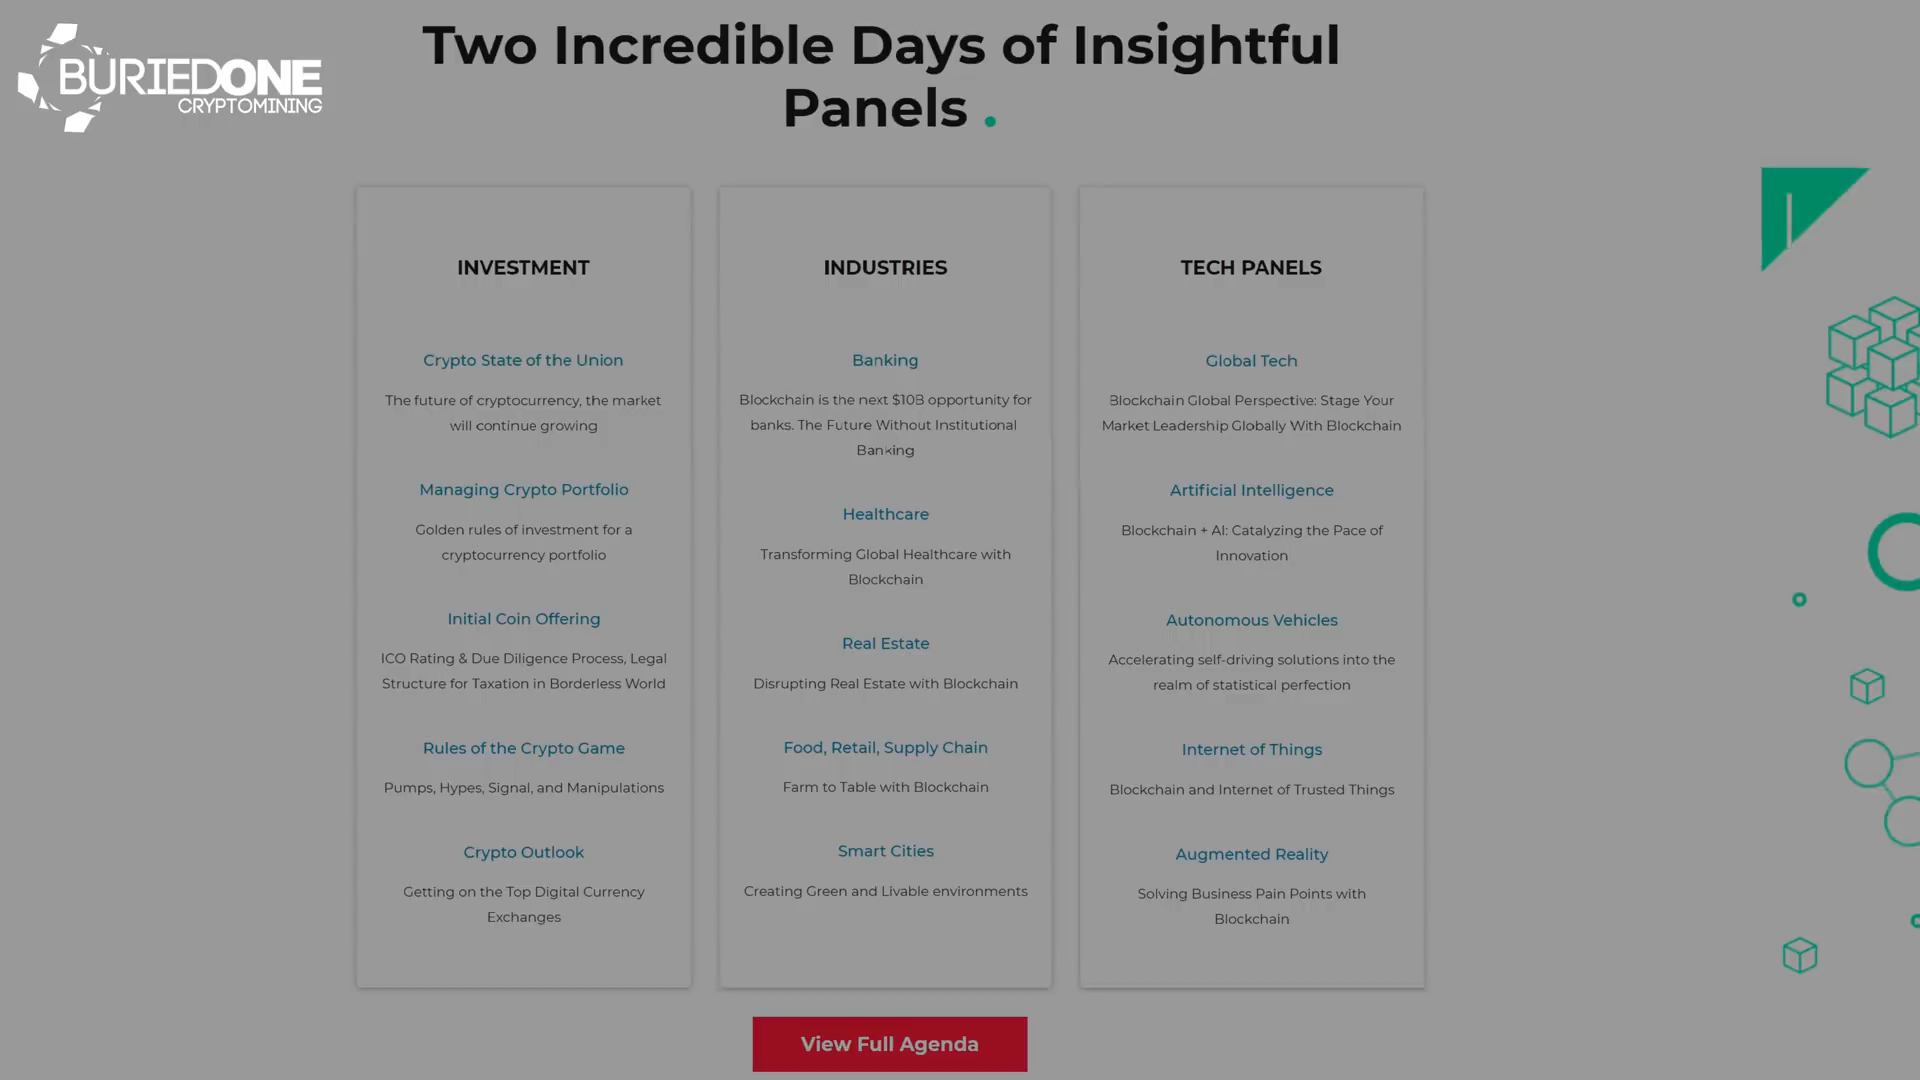 BURIEDONE
CRYPTOMINING
Two Incredible Days of Insightful
Panels .
INVESTMENT
Crypto State of the Union
The future of cryptocurrency, the market
will continue growing
Managing Crypto Portfolio
Golden rules of investment for a
cryptocurrency portfolio
Initial Coin Offering
ICO Rating & Due Diligence Process, Legal
Structure for Taxation in Borderless World
Rules of the Crypto Game
Pumps, Hypes, Signal, and Manipulations
Crypto Outlook
Getting on the Top Digital Currency
Exchanges
INDUSTRIES
Banking
Blockchain is the next $10B opportunity for
banks. The Future Without Institutional
Banking
Healthcare
Transforming Global Healthcare with
Blockchain
Real Estate
Disrupting Real Estate with Blockchain
Food, Retail, Supply Chain
Farm to Table with Blockchain
Smart Cities
Creating Green and Livable environments
TECH PANELS
Global Tech
Blockchain Global Perspective: Stage Your
Market Leadership Globally With Blockchain
Artificial Intelligence
Blockchain + AI: Catalyzing the Pace of
Innovation
Autonomous Vehicles
Accelerating self-driving solutions into the
realm of statistical perfection
Internet of Things
Blockchain and Internet of Trusted Things
Augmented Reality
Solving Business Pain Points with
Blockchain
View Full Agenda